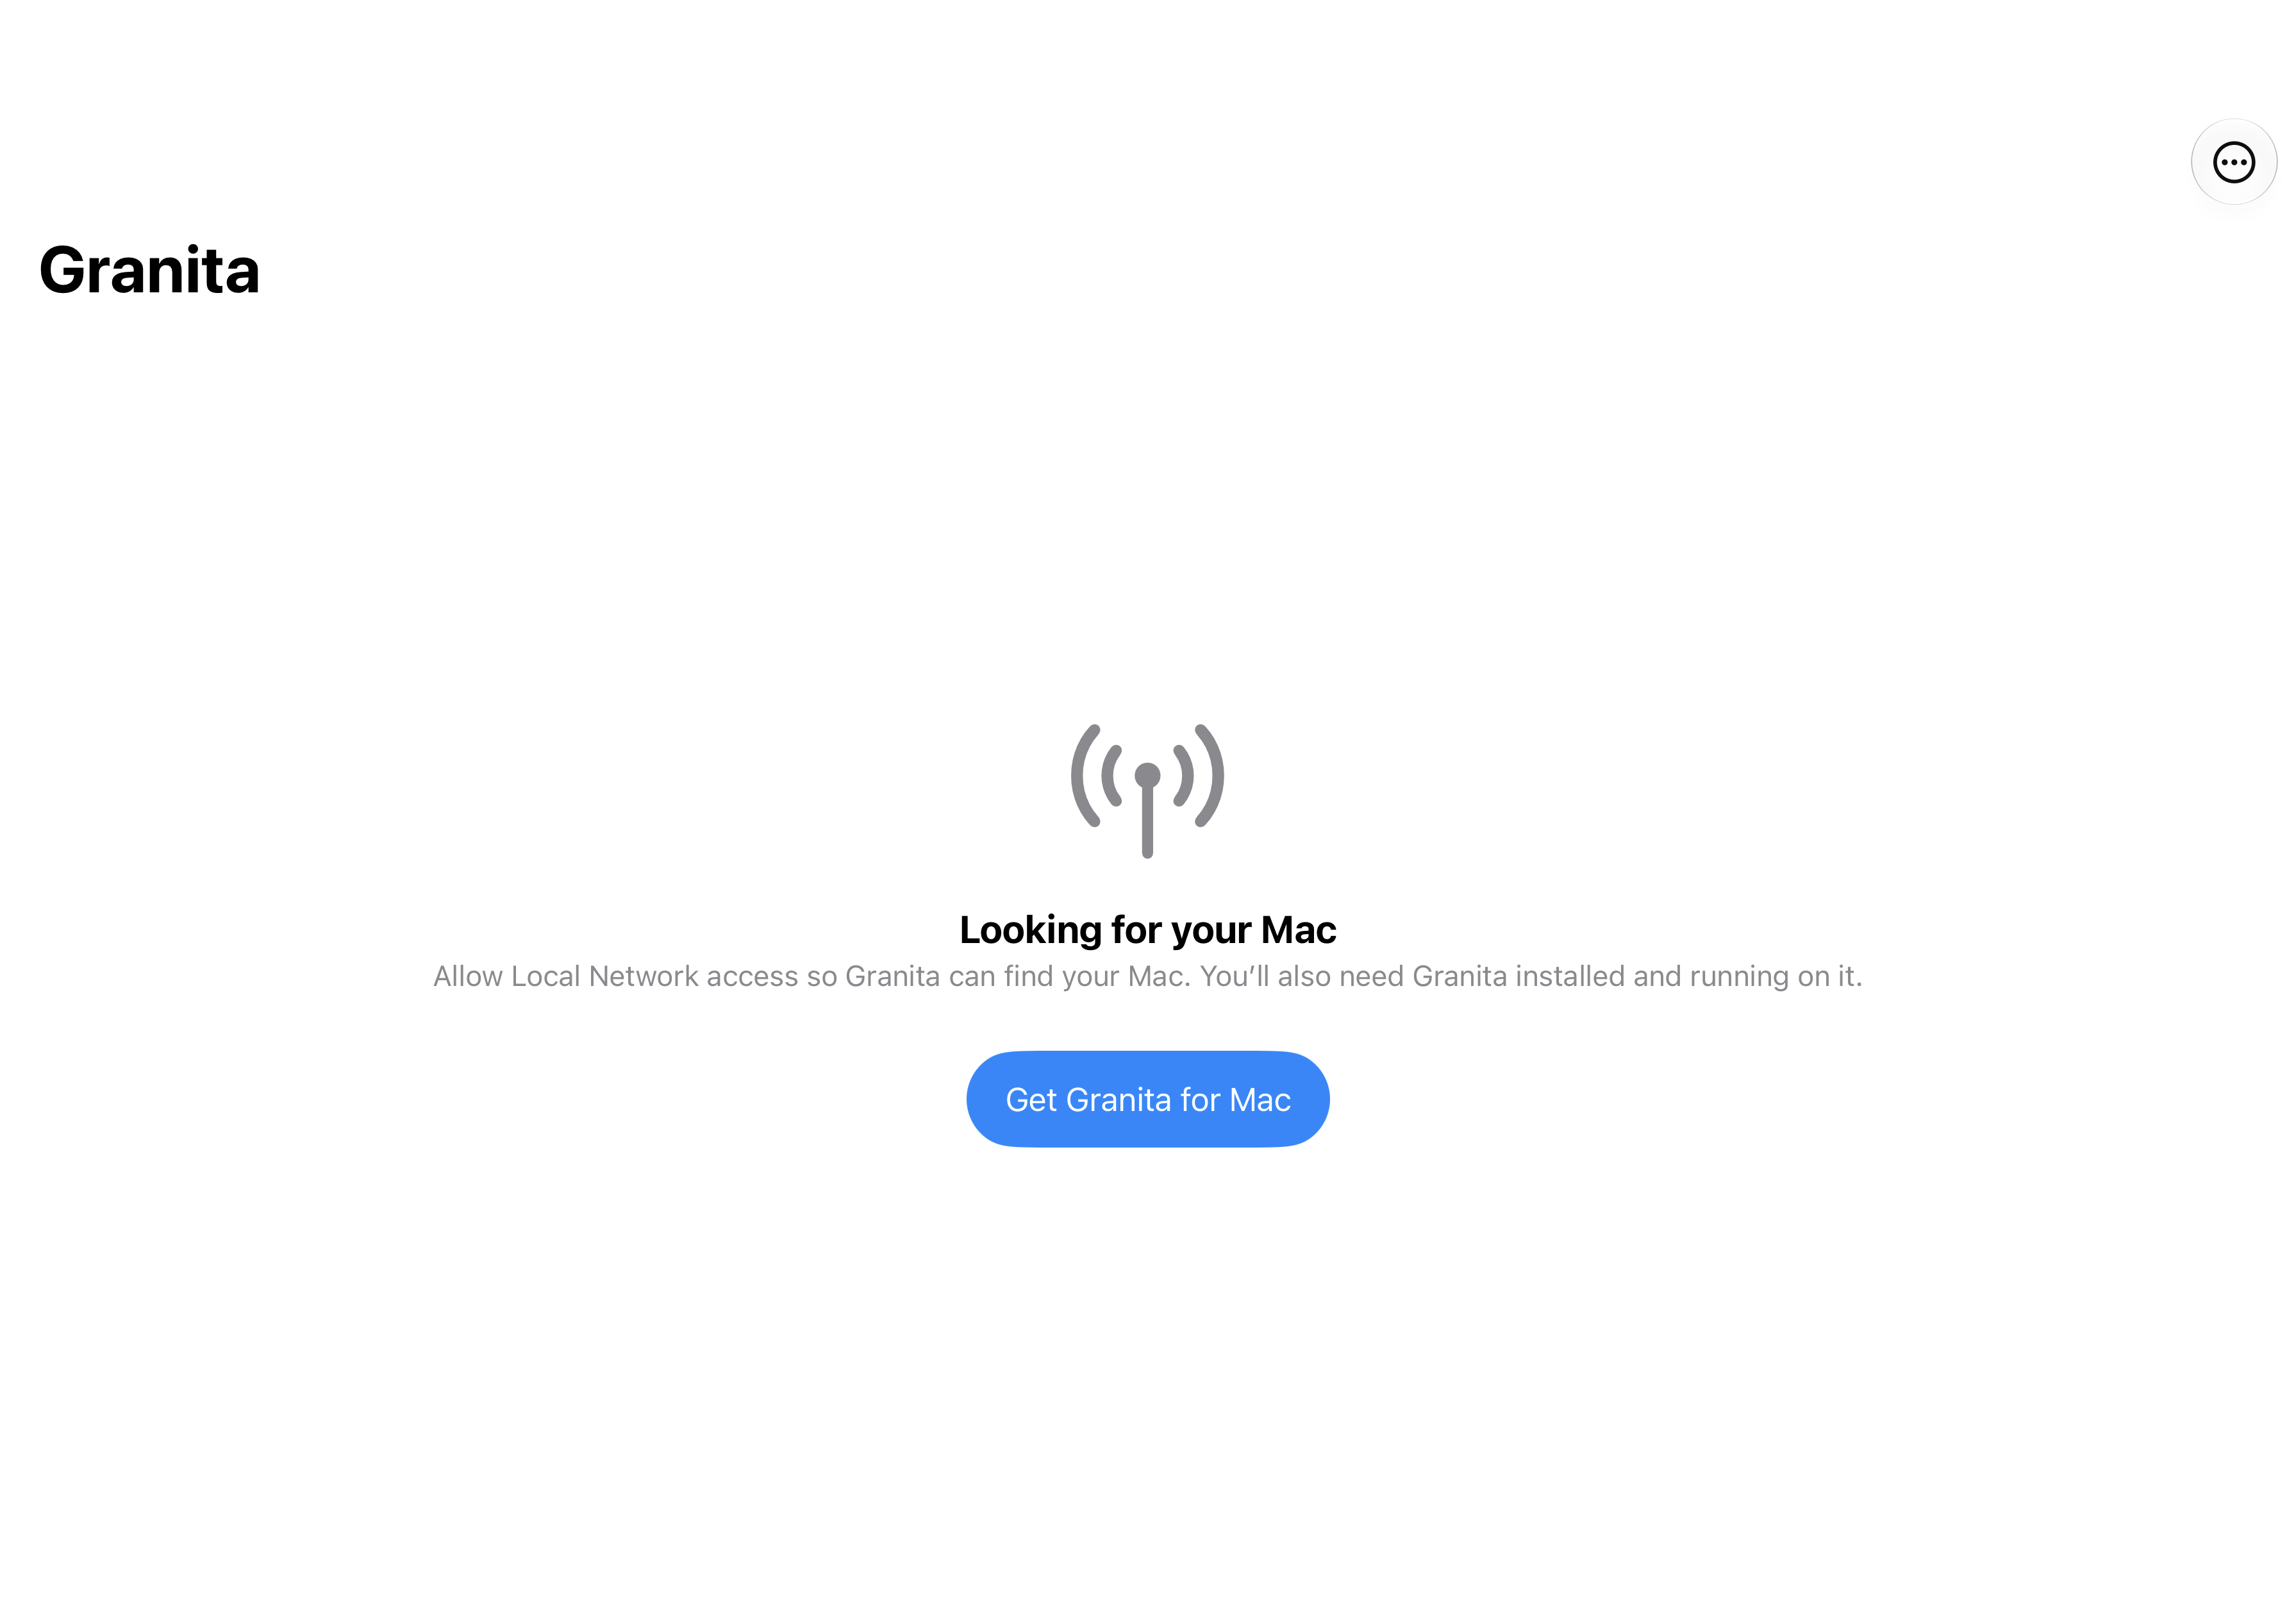 Granita
Looking for your Mac
Allow Local Network access so Granita can find your Mac. You’ll also need Granita installed and running on it.
Get Granita for Mac